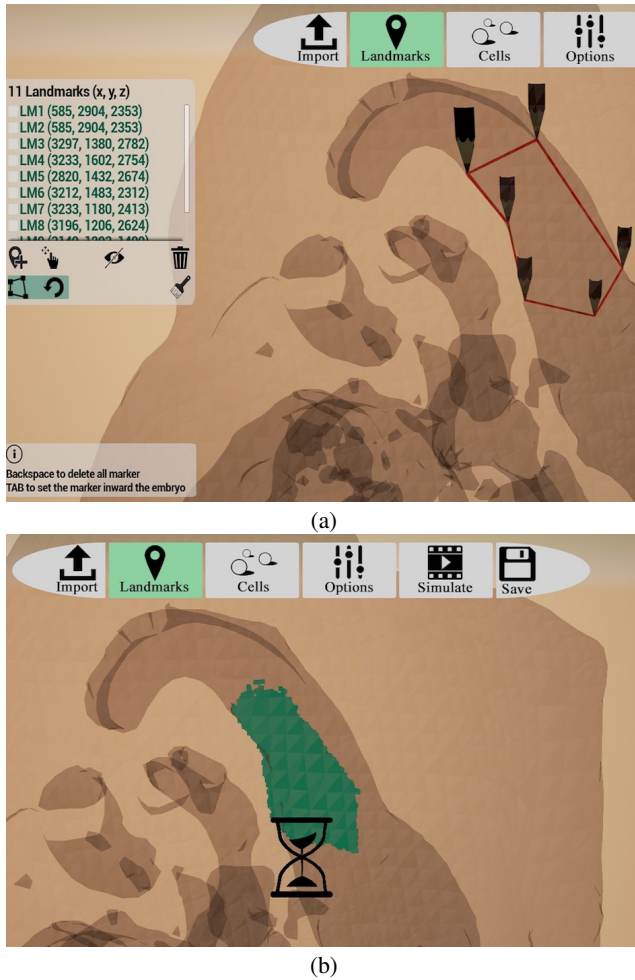 Import Landmarks Cells Options
11 Landmarks (x, y, z)
LM1 (585, 2904, 2353)
LM2 (585, 2904, 2353)
LM3 (3297, 1380, 2782)
LM4 (3233, 1602, 2754)
LM5 (2820, 1432, 2674)
LM6 (3212, 1483, 2312)
LM7 (3233, 1180, 2413)
LM8 (3196, 1206, 2624)
Backspace to delete all marker
TAB to set the marker inward the embryo
(a)
Import Landmarks Cells Options Simulate Save
(b)